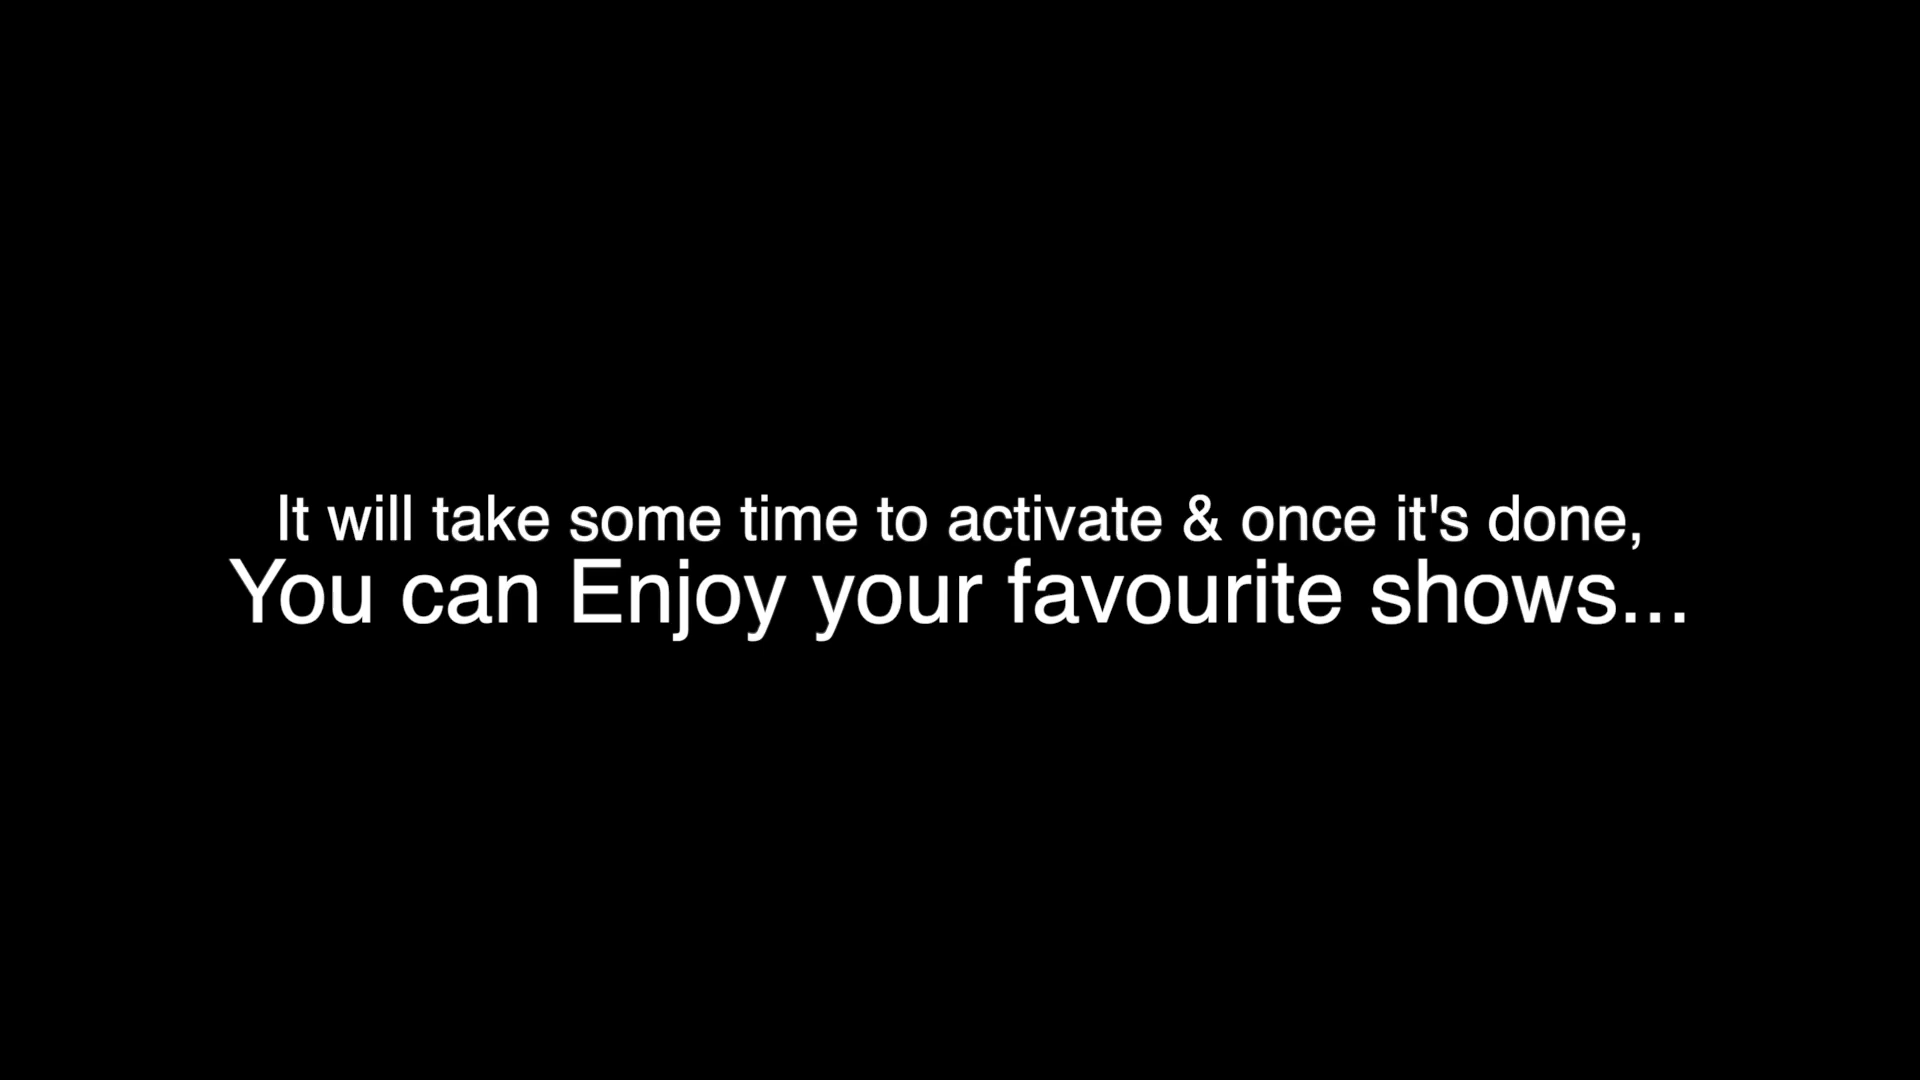 It will take some time to activate & once it's done,
You can Enjoy your favourite shows...